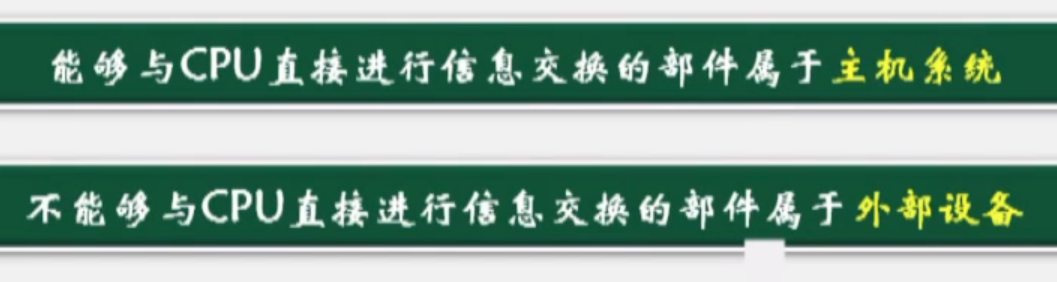 能够与CPU直接进行信息交换的部件属于主机系统
不能够与CPU直接进行信息交换的部件属于外部设备